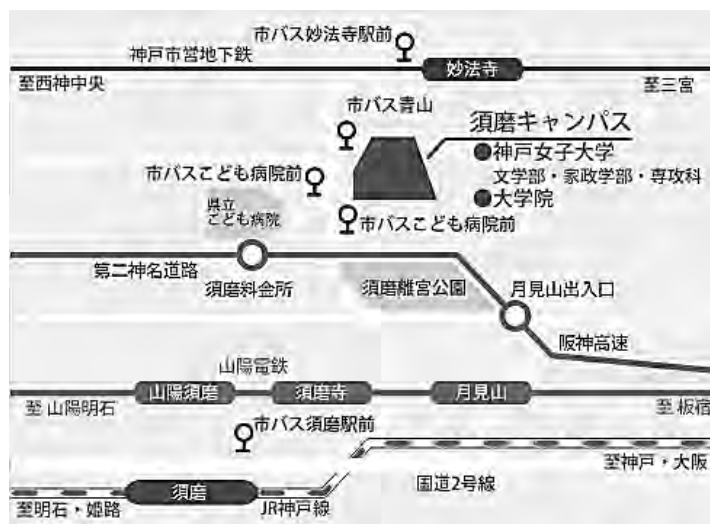 市バス妙法寺駅前
神戸市営地下鉄
妙法寺
至西神中央
至三宮
市バス青山
須磨キャンパス
●神戸女子大学
文学部・家政学部・専攻科
●大学院
市バスこども病院前
県立
こども病院
市バスこども病院前
第二神名道路
須磨料金所
須磨離宮公園
月見山出入口
阪神高速
山陽電鉄
山陽須磨
須磨寺
月見山
至 山陽明石
至 板宿
市バス須磨駅前
至神戸・大阪
須磨
国道2号線
至明石・姫路
JR神戸線